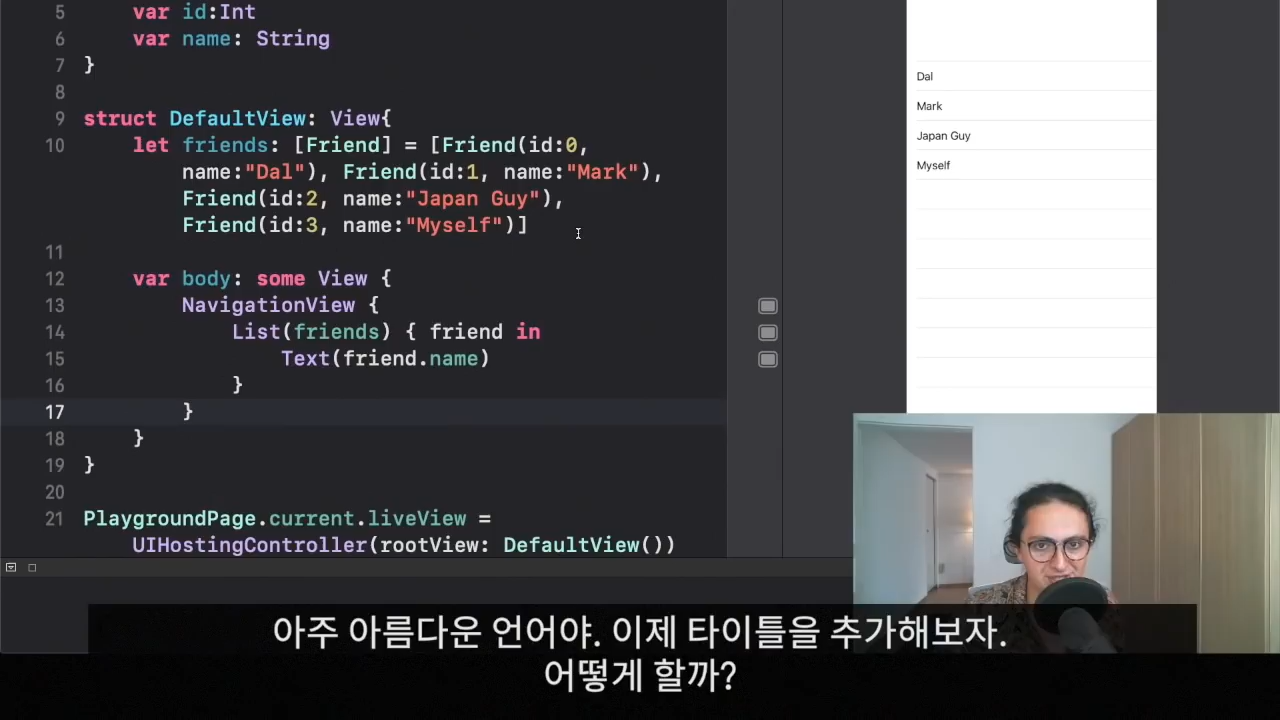 5 var id:Int
6 var name: String
7 }
8
9 struct DefaultView: View{
10 let friends: [Friend] = [Friend(id:0,
name:"Dal"), Friend(id:1, name:"Mark"),
Friend(id:2, name:"Japan Guy"),
Friend(id:3, name:"Myself")]
11
12 var body: some View {
13 NavigationView {
14 List(friends) { friend in
15 Text(friend.name)
16 }
17 }
18 }
19 }
20
21 PlaygroundPage.current.liveView =
UIHostingController(rootView: DefaultView())
Dal
Mark
Japan Guy
Myself
아주 아름다운 언어야. 이제 타이틀을 추가해보자.
어떻게 할까?